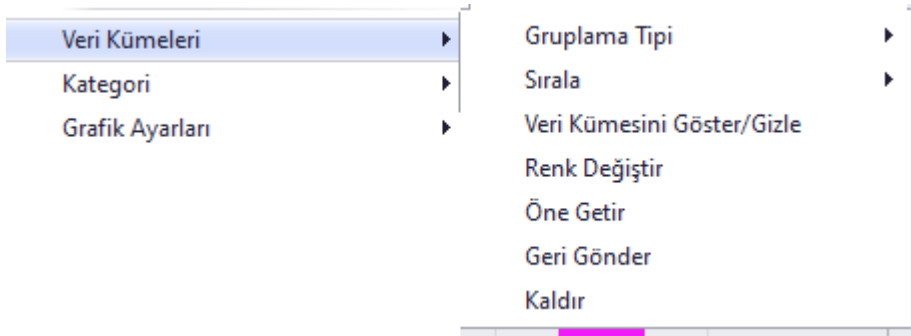 Veri Kümeleri
Kategori
Grafik Ayarları
Gruplama Tipi
Sırala
Veri Kümesini Göster/Gizle
Renk Değiştir
Öne Getir
Geri Gönder
Kaldır